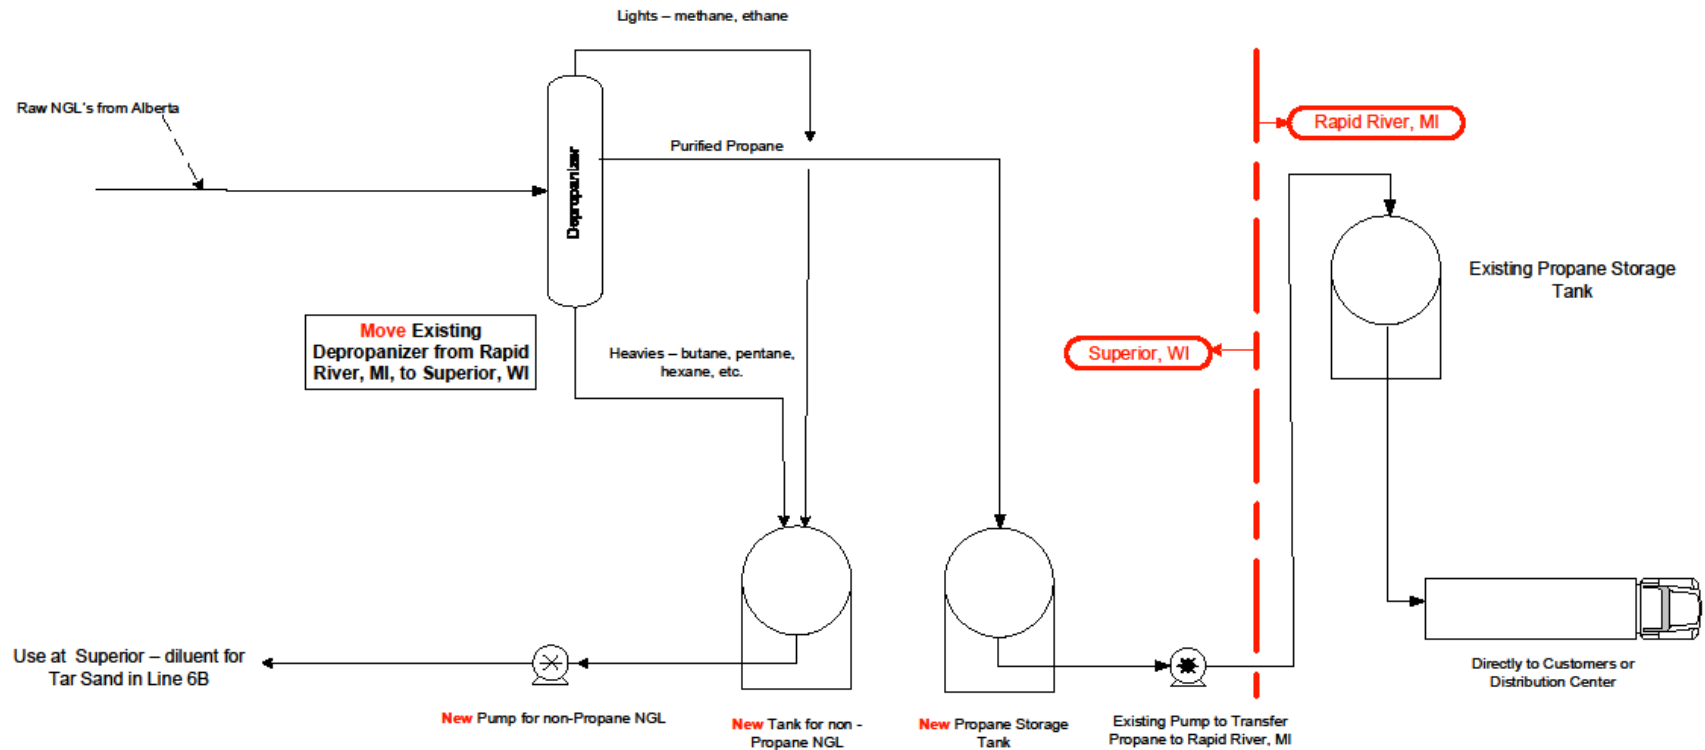 Lights – methane, ethane
Raw NGL's from Alberta
Rapid River, MI
Purified Propane
Depropanizer
Existing Propane Storage
Tank
Move Existing
Depropanizer from Rapid
River, MI, to Superior, WI
Heavies – butane, pentane,
hexane, etc.
Superior, WI
Use at Superior – diluent for
Tar Sand in Line 6B
Directly to Customers or
Distribution Center
New Pump for non-Propane NGL
New Tank for non -
Propane NGL
New Propane Storage
Tank
Existing Pump to Transfer
Propane to Rapid River, MI